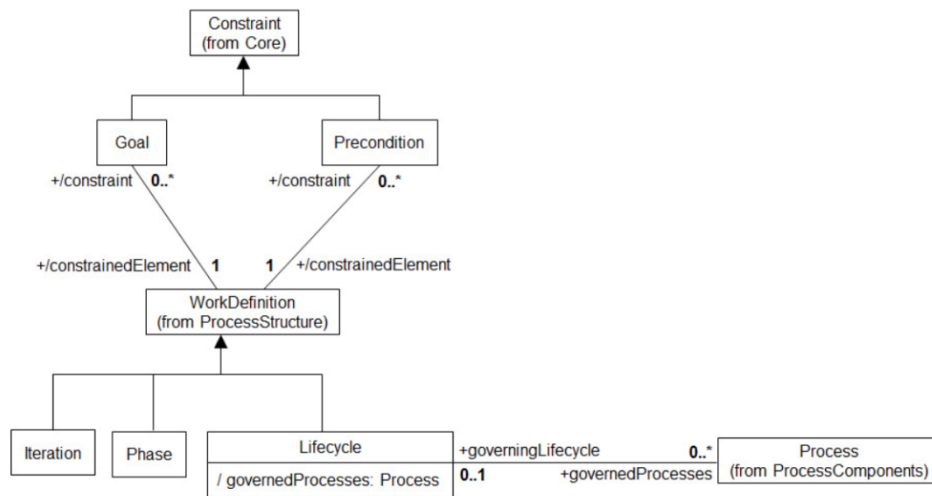 Constraint
(from Core)
Goal
Precondition
+/constraint 0..*
+/constraint 0..*
+/constrainedElement 1
1 +/constrainedElement
WorkDefinition
(from ProcessStructure)
Iteration
Phase
Lifecycle
/ governedProcesses: Process
+governingLifecycle 0..*
0..1 +governedProcesses
Process
(from ProcessComponents)